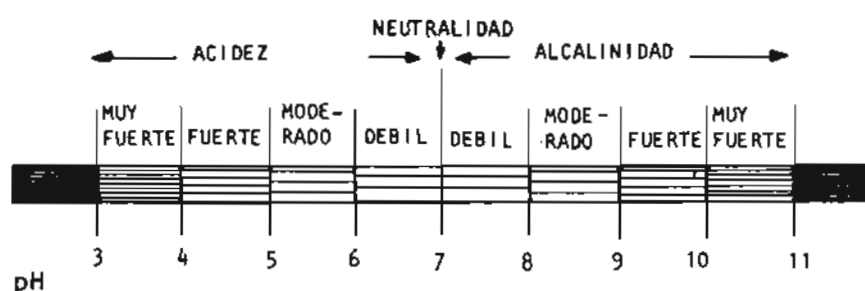 NEUTRALIDAD
ACIDEZ
ALCALINIDAD
MUY
FUERTE
FUERTE
MODE-
RADO
DEBIL
DEBIL
MODE-
RADO
FUERTE
MUY
FUERTE
3 4 5 6 7 8 9 10 11
pH